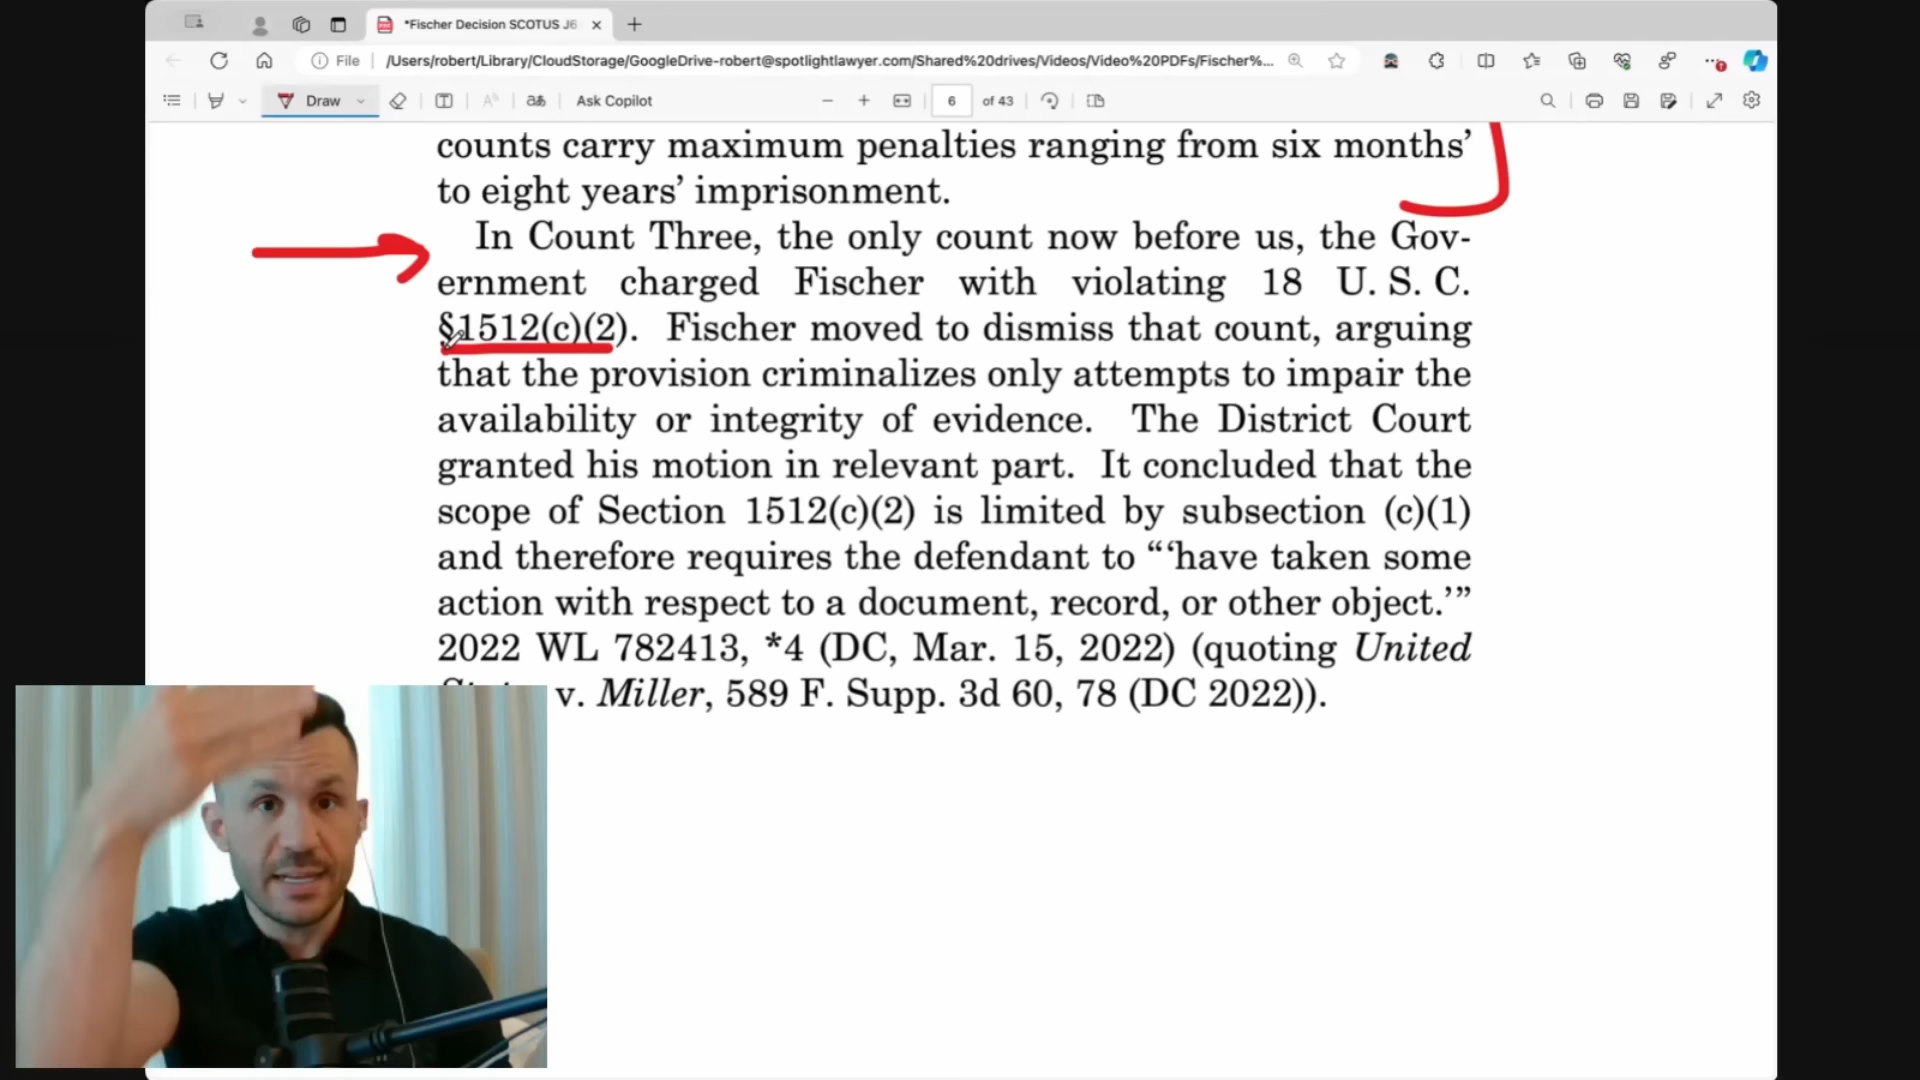 *Fischer Decision SCOTUS J6
File
/Users/robert/Library/CloudStorage/GoogleDrive-robert@spotlightlawyer.com/Shared%20drives/Videos/Video%20PDFs/Fischer%...
Draw
Ask Copilot
6 of 43
counts carry maximum penalties ranging from six months’
to eight years’ imprisonment.
In Count Three, the only count now before us, the Gov-
ernment charged Fischer with violating 18 U. S. C.
§1512(c)(2). Fischer moved to dismiss that count, arguing
that the provision criminalizes only attempts to impair the
availability or integrity of evidence. The District Court
granted his motion in relevant part. It concluded that the
scope of Section 1512(c)(2) is limited by subsection (c)(1)
and therefore requires the defendant to “‘have taken some
action with respect to a document, record, or other object.’”
2022 WL 782413, *4 (DC, Mar. 15, 2022) (quoting United
v. Miller, 589 F. Supp. 3d 60, 78 (DC 2022)).